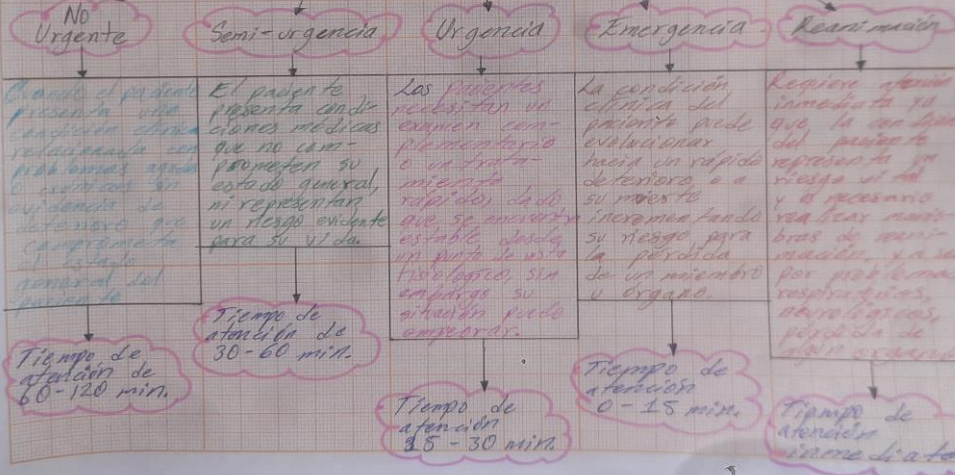 No
Urgente
Semi-urgencia
Urgencia
Emergencia
Reanimación
Cuando el paciente
presenta una
condición clínica
relacionada con
problemas agudos
o crónicos sin
evidencia de
deterioro que
comprometa
el estado
general del
paciente
El paciente
presenta condi-
ciones médicas
que no com-
prometen su
estado general,
ni representan
un riesgo evidente
para su vida
Los pacientes
necesitan un
examen com-
plementario
o un trata-
miento
rápido, dado
que se encuentra
estable desde
un punto de vista
fisiológico, sin
embargo su
situación puede
empeorar.
La condición
clínica del
paciente puede
evolucionar
hacia un rápido
deterioro o a
su muerte
incrementando
su riesgo para
la pérdida
de un miembro
u órgano.
Requiere atención
inmediata ya
que la condición
del paciente
representa un
riesgo vital
y es necesario
realizar manio-
bras de reani-
mación, ya sea
por problemas
respiratorios,
neurológicos,
pérdida de
algún órgano
Tiempo de
atención de
60-120 min.
Tiempo de
atención de
30-60 min.
Tiempo de
atención
15-30 min.
Tiempo de
atención
0-15 min.
Tiempo de
atención
inmediato